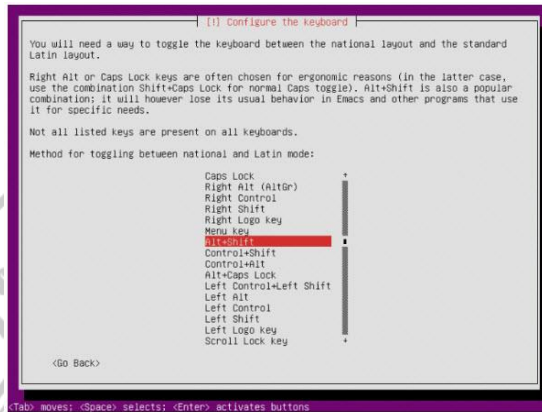 [!] Configure the keyboard
You will need a way to toggle the keyboard between the national layout and the standard
Latin layout.
Right Alt or Caps Lock keys are often chosen for ergonomic reasons (in the latter case,
use the combination Shift+Caps Lock for normal Caps toggle). Alt+Shift is also a popular
combination; it will however lose its usual behavior in Emacs and other programs that use
it for specific needs.
Not all listed keys are present on all keyboards.
Method for toggling between national and Latin mode:
Caps Lock
Right Alt (AltGr)
Right Control
Right Shift
Right Logo key
Menu key
Alt+Shift
Control+Shift
Control+Alt
Alt+Caps Lock
Left Control+Left Shift
Left Alt
Left Control
Left Shift
Left Logo key
Scroll Lock key
<Go Back>
<Tab> moves; <Space> selects; <Enter> activates buttons